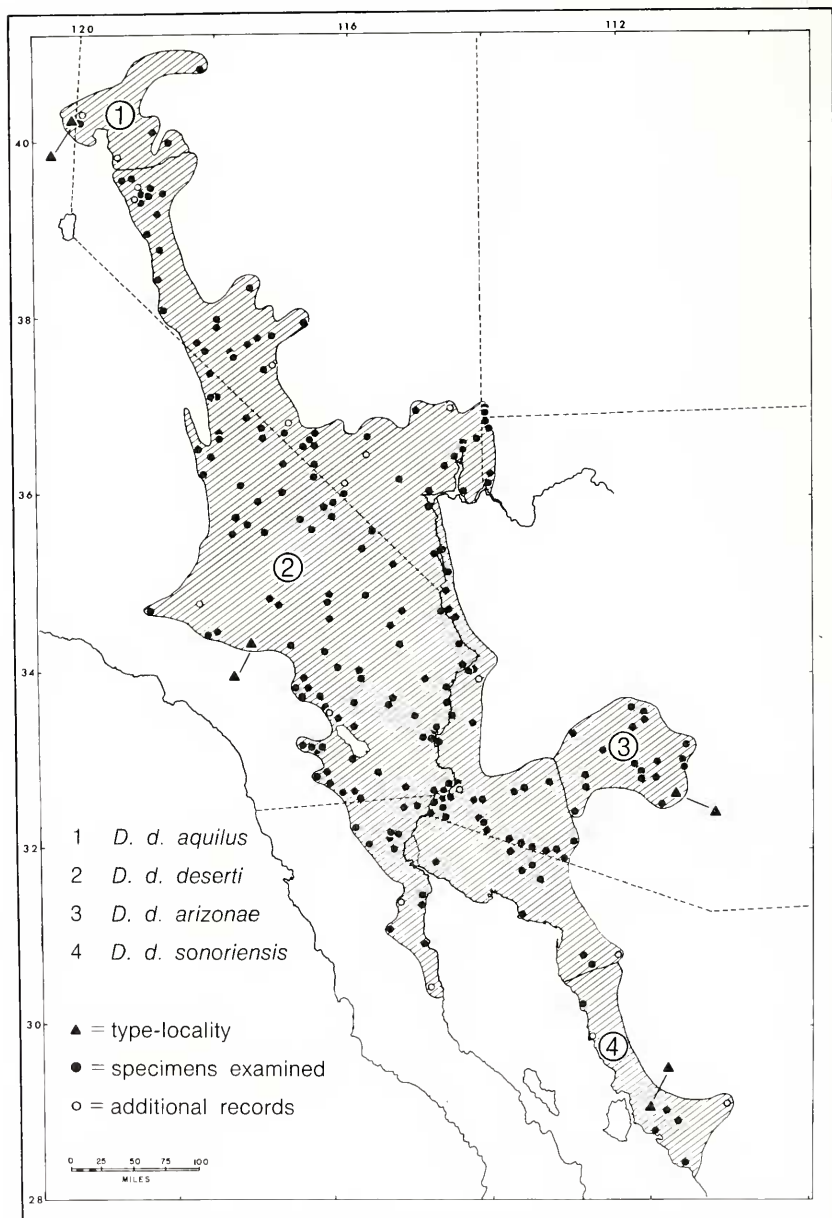 120 116 112
40
38
36
34
32
30
28
1
2
3
4
1 D. d. aquilus
2 D. d. deserti
3 D. d. arizonae
4 D. d. sonoriensis
▲ = type-locality
● = specimens examined
○ = additional records
0 25 50 75 100
MILES